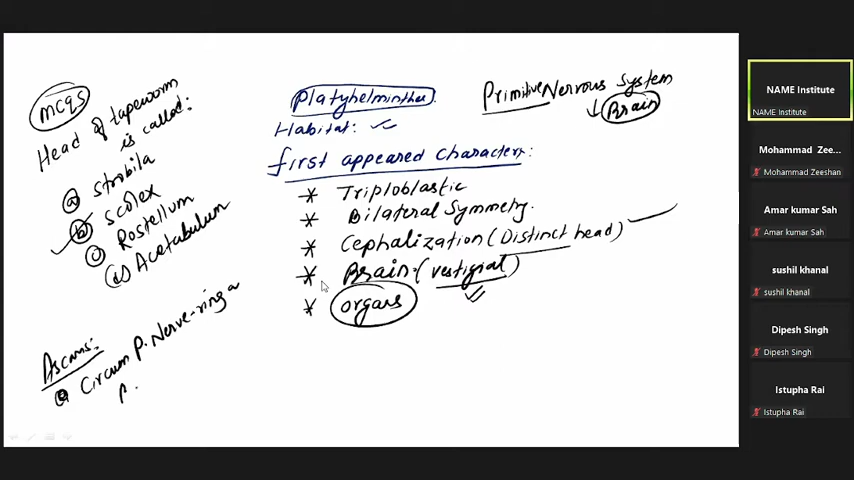 MCQS
Head of tapeworm
is called:
(a) Strobila
(b) Scolex
(c) Rostellum
(d) Acetabulum
Ascaris:
Circum P. Nerve-ring
P.
Platyhelminthes
Habitat:
first appeared characters:
* Triploblastic
* Bilateral Symmetry.
* Cephalization (Distinct head)
* Brain. (vestigial)
* organs
Primitive Nervous System
Brain
NAME Institute
NAME Institute
Mohammad Zee...
Mohammad Zeeshan
Amar kumar Sah
Amar kumar Sah
sushil khanal
sushil khanal
Dipesh Singh
Dipesh Singh
Istupha Rai
Istupha Rai